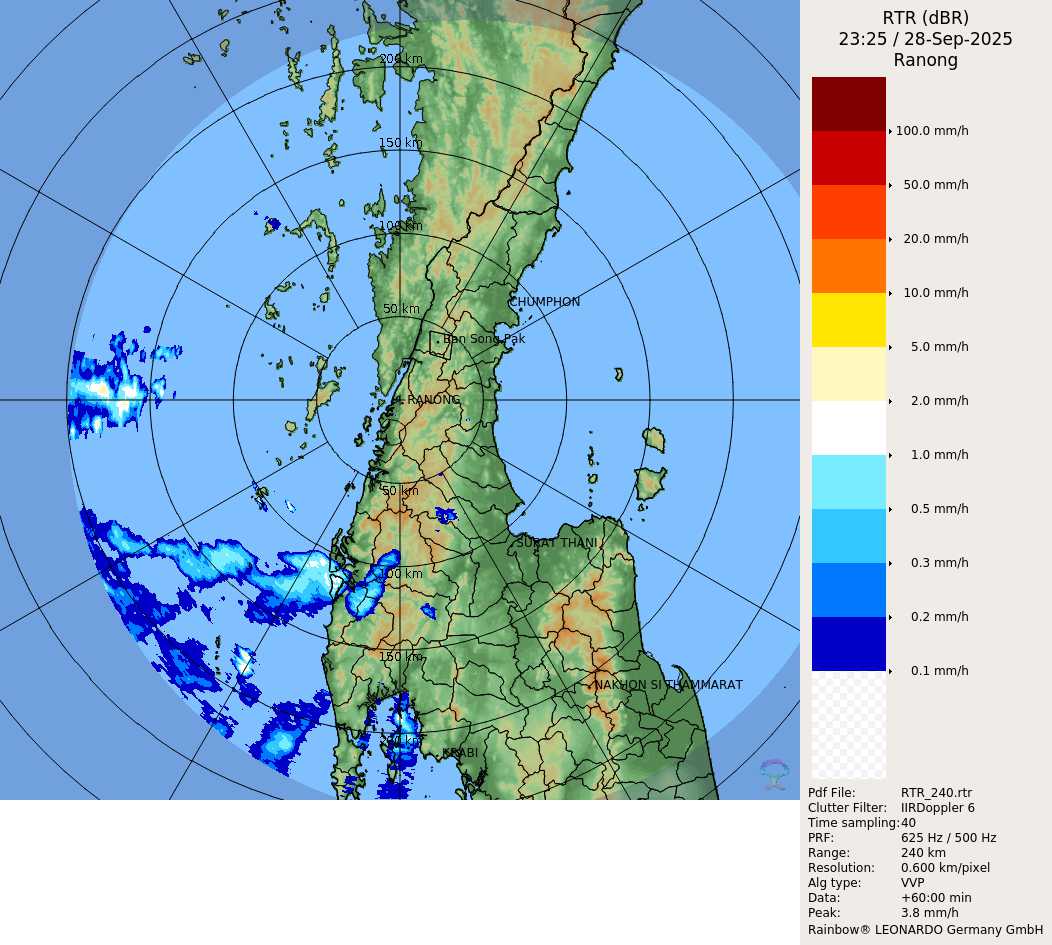 RTR (dBR)
23:25 / 28-Sep-2025
Ranong
100.0 mm/h
50.0 mm/h
20.0 mm/h
10.0 mm/h
5.0 mm/h
2.0 mm/h
1.0 mm/h
0.5 mm/h
0.3 mm/h
0.2 mm/h
0.1 mm/h
200 km
150 km
100 km
50 km
CHUMPHON
Ban Song Pak
RANONG
50 km
SURAT THANI
100 km
150 km
NAKHON SI THAMMARAT
200 km
KRABI
Pdf File: RTR_240.rtr
Clutter Filter: IIRDoppler 6
Time sampling: 40
PRF: 625 Hz / 500 Hz
Range: 240 km
Resolution: 0.600 km/pixel
Alg type: VVP
Data: +60:00 min
Peak: 3.8 mm/h
Rainbow® LEONARDO Germany GmbH